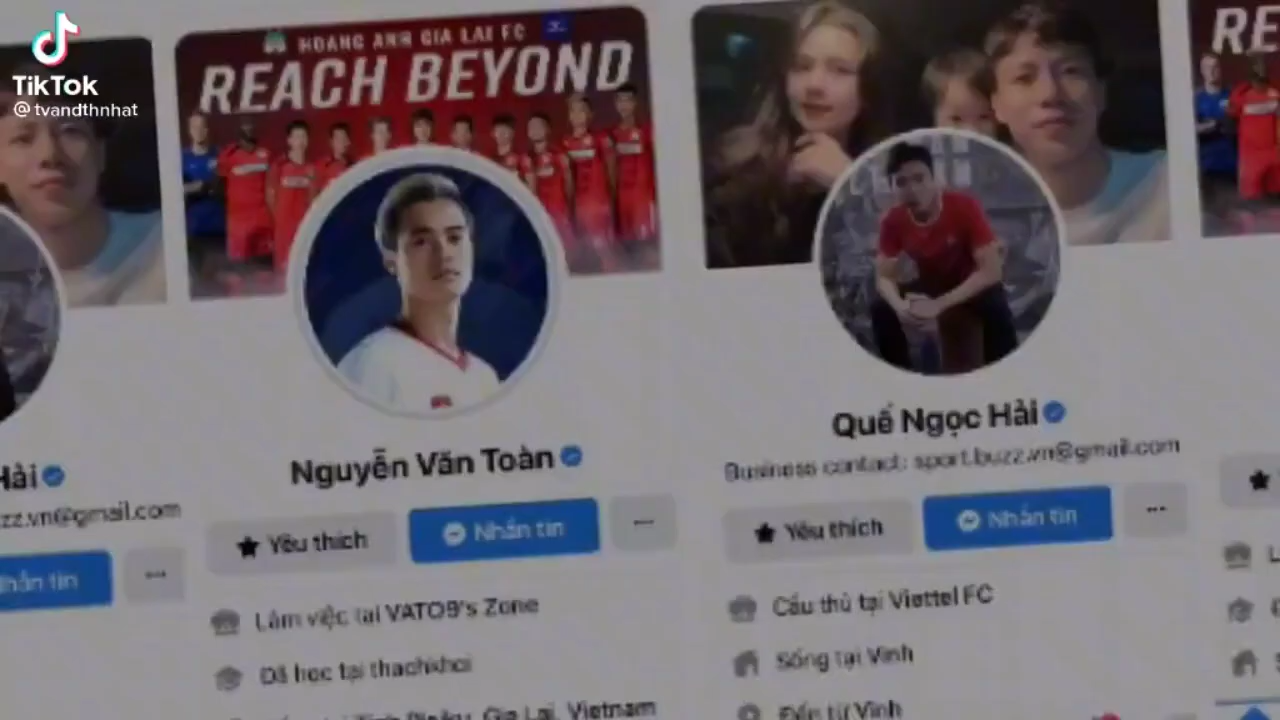 TikTok
@tvandthnhat
HOANG ANH GIA LAI FC
REACH BEYOND
RE
Hải
zz.vn@gmail.com
Nhắn tin
Nguyễn Văn Toàn
Yêu thích
Nhắn tin
Làm việc tại VATO9's Zone
Đã học tại
Gia Lai, Vietnam
Quế Ngọc Hải
Business contact: sport.buzz.vn@gmail.com
Yêu thích
Nhắn tin
Cầu thủ tại Viettel FC
Sống tại Vinh
Đến từ Vinh